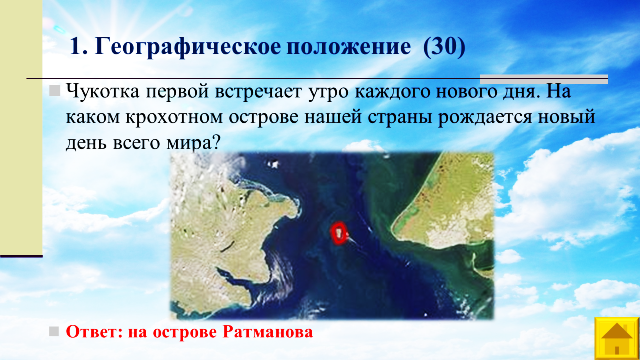 1. Географическое положение (30)
Чукотка первой встречает утро каждого нового дня. На
каком крохотном острове нашей страны рождается новый
день всего мира?
Ответ: на острове Ратманова